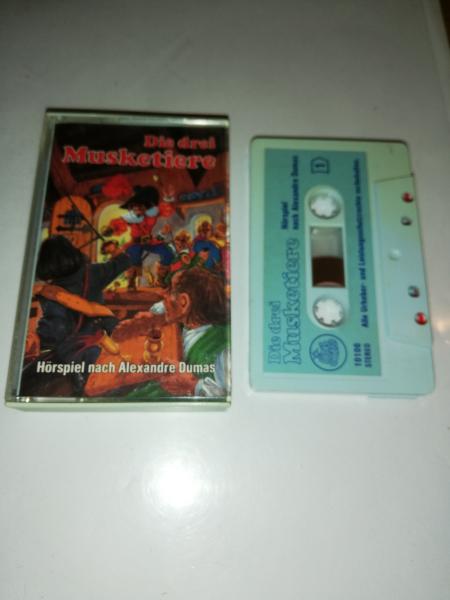 Die drei
Musketiere
Hörspiel nach Alexandre Dumas
Die drei
Musketiere
Hörspiel
nach Alexandre Dumas
1
10106
STEREO
Alle Urheber- und Leistungsschutzrechte vorbehalten.